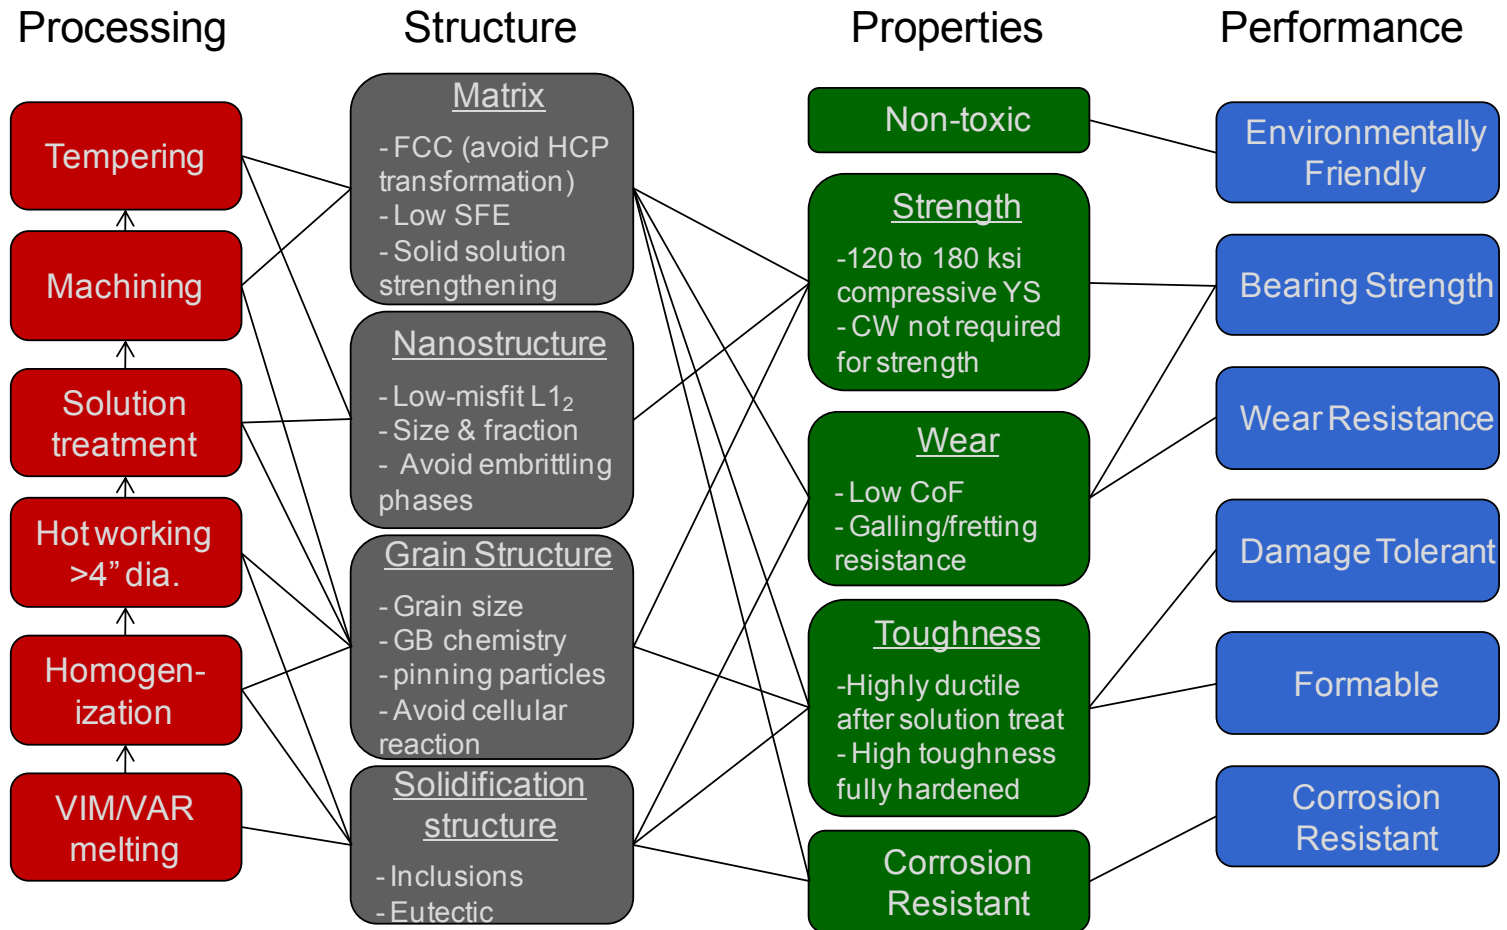 Processing
Structure
Properties
Performance
Tempering
Machining
Solution
treatment
Hot working
>4” dia.
Homogen-
ization
VIM/VAR
melting
Matrix
- FCC (avoid HCP
transformation)
- Low SFE
- Solid solution
strengthening
Nanostructure
- Low-misfit L1₂
- Size & fraction
- Avoid embrittling
phases
Grain Structure
- Grain size
- GB chemistry
- pinning particles
- Avoid cellular
reaction
Solidification
structure
- Inclusions
- Eutectic
Non-toxic
Strength
-120 to 180 ksi
compressive YS
- CW not required
for strength
Wear
- Low CoF
- Galling/fretting
resistance
Toughness
-Highly ductile
after solution treat
- High toughness
fully hardened
Corrosion
Resistant
Environmentally
Friendly
Bearing Strength
Wear Resistance
Damage Tolerant
Formable
Corrosion
Resistant